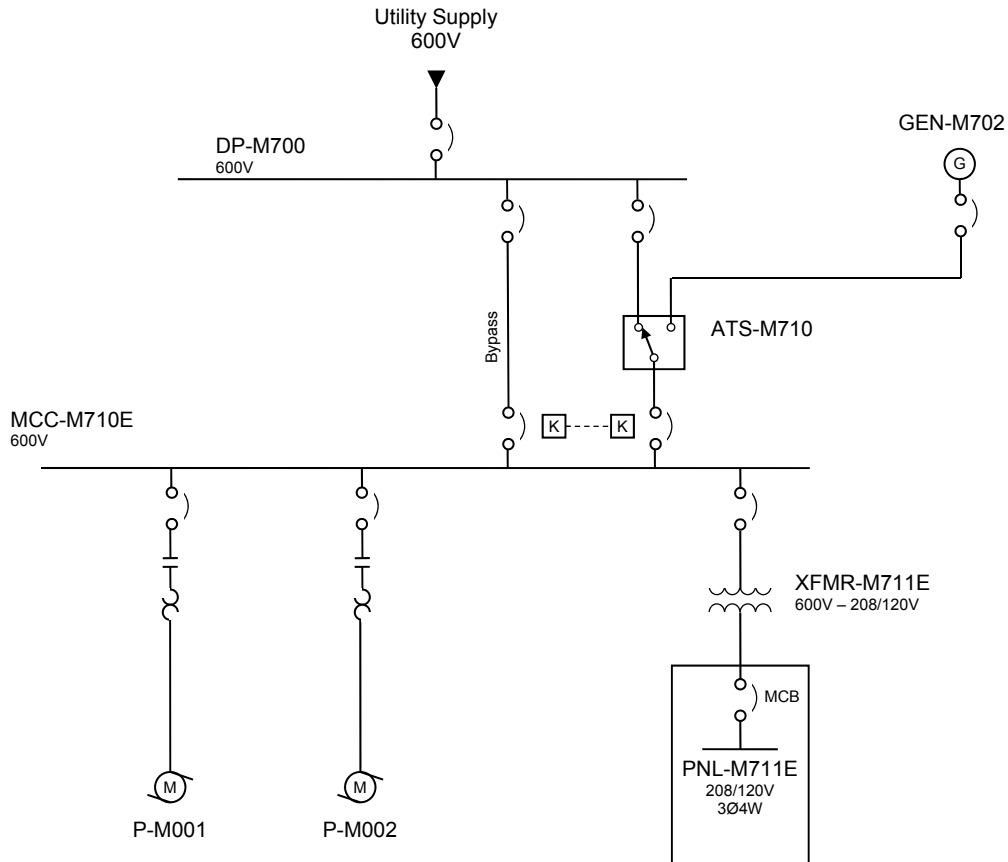 Utility Supply
600V
GEN-M702
G
DP-M700
600V
Bypass
ATS-M710
MCC-M710E
600V
K
K
XFMR-M711E
600V – 208/120V
MCB
PNL-M711E
208/120V
3Ø4W
M
M
P-M001
P-M002